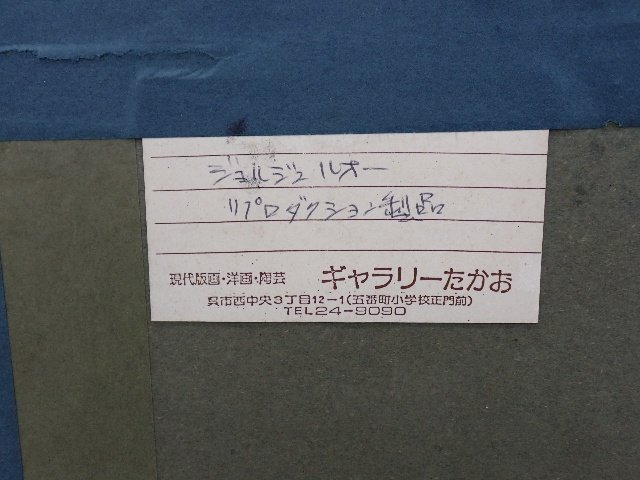 ジョルジュ ルオー
リプロダクション製品
現代版画・洋画・陶芸 ギャラリーたかお
呉市西中央3丁目12-1(五番町小学校正門前)
TEL24-9090